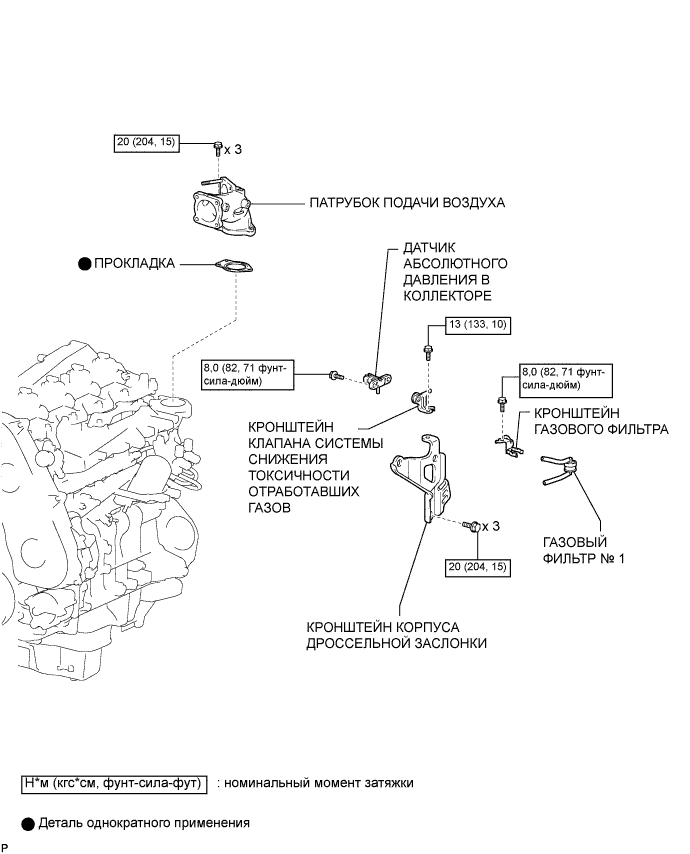 20 (204, 15)
x 3
ПАТРУБОК ПОДАЧИ ВОЗДУХА
ПРОКЛАДКА
ДАТЧИК
АБСОЛЮТНОГО
ДАВЛЕНИЯ В
КОЛЛЕКТОРЕ
13 (133, 10)
8,0 (82, 71 фунт-
сила-дюйм)
8,0 (82, 71 фунт-
сила-дюйм)
КРОНШТЕЙН
ГАЗОВОГО ФИЛЬТРА
КРОНШТЕЙН
КЛАПАНА СИСТЕМЫ
СНИЖЕНИЯ
ТОКСИЧНОСТИ
ОТРАБОТАВШИХ
ГАЗОВ
x 3
20 (204, 15)
ГАЗОВЫЙ
ФИЛЬТР № 1
КРОНШТЕЙН КОРПУСА
ДРОССЕЛЬНОЙ ЗАСЛОНКИ
Н*м (кгс*см, фунт-сила-фут) : номинальный момент затяжки
Деталь однократного применения
P